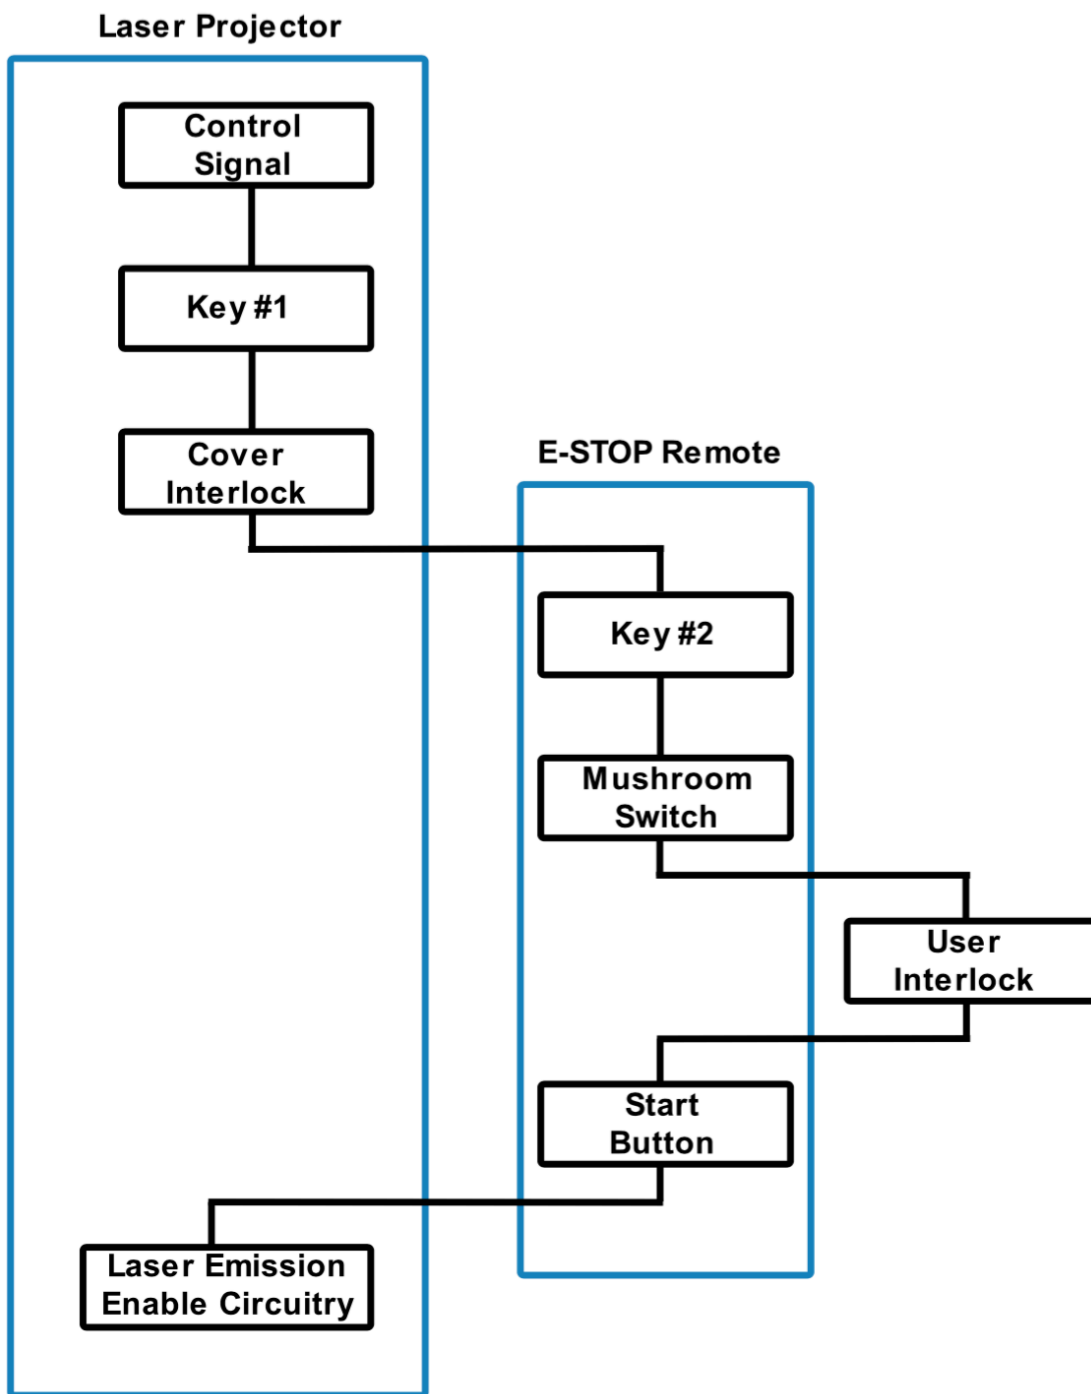 Laser Projector
Control
Signal
Key #1
Cover
Interlock
E-STOP Remote
Key #2
Mushroom
Switch
User
Interlock
Start
Button
Laser Emission
Enable Circuitry